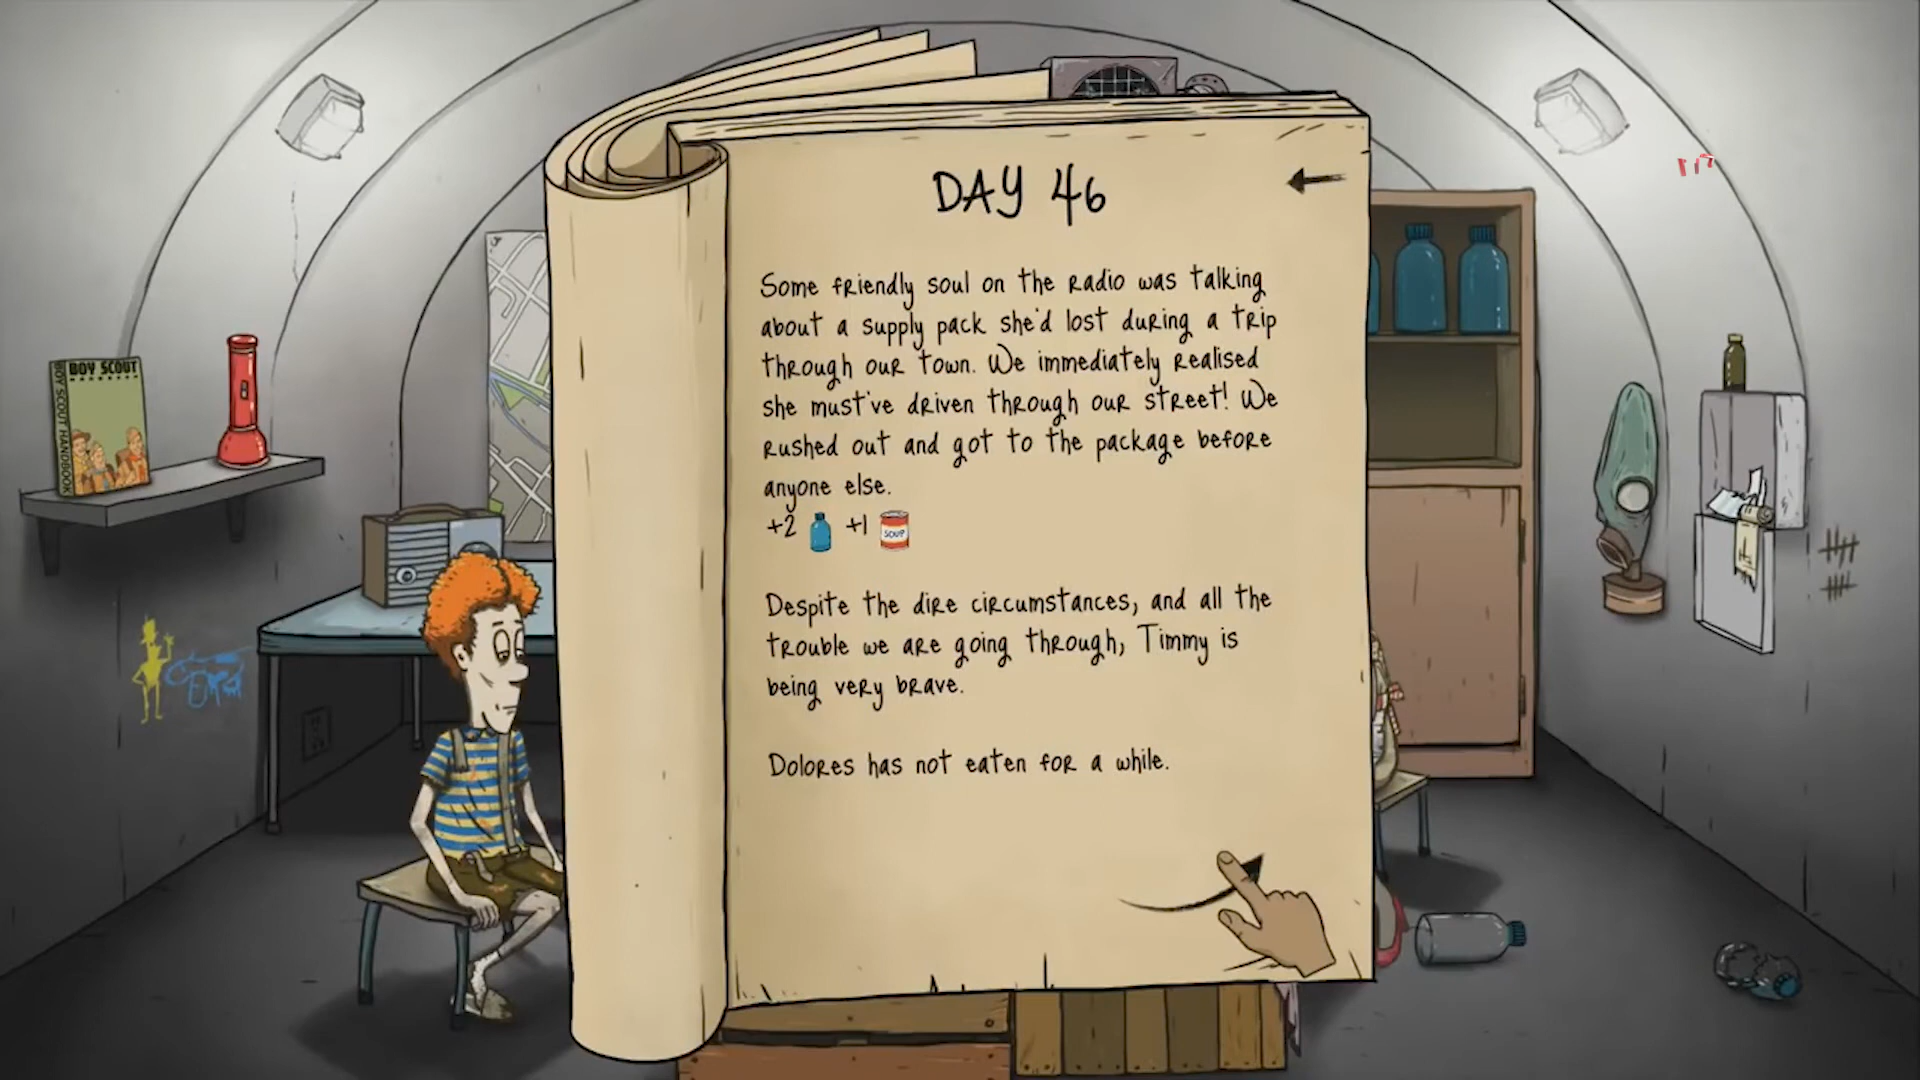 DAY 46
Some friendly soul on the radio was talking
about a supply pack she'd lost during a trip
through our town. We immediately realised
she must've driven through our street! We
rushed out and got to the package before
anyone else.
+2 +1 SOUP
Despite the dire circumstances, and all the
trouble we are going through, Timmy is
being very brave.
Dolores has not eaten for a while.
BOY SCOUT
BOY SCOUT HANDBOOK